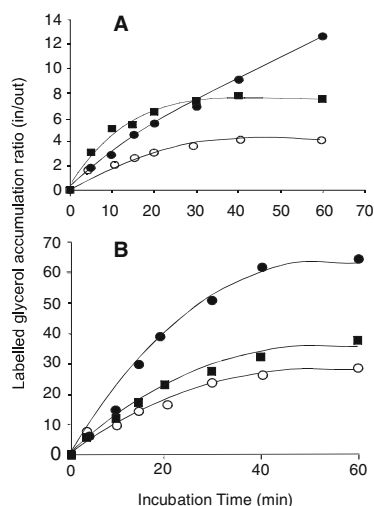 A
14
12
10
8
6
4
2
0
0 10 20 30 40 50 60 70
B
70
60
50
40
30
20
10
0
0 20 40 60
Labelled glycerol accumulation ratio (in/out)
Incubation Time (min)